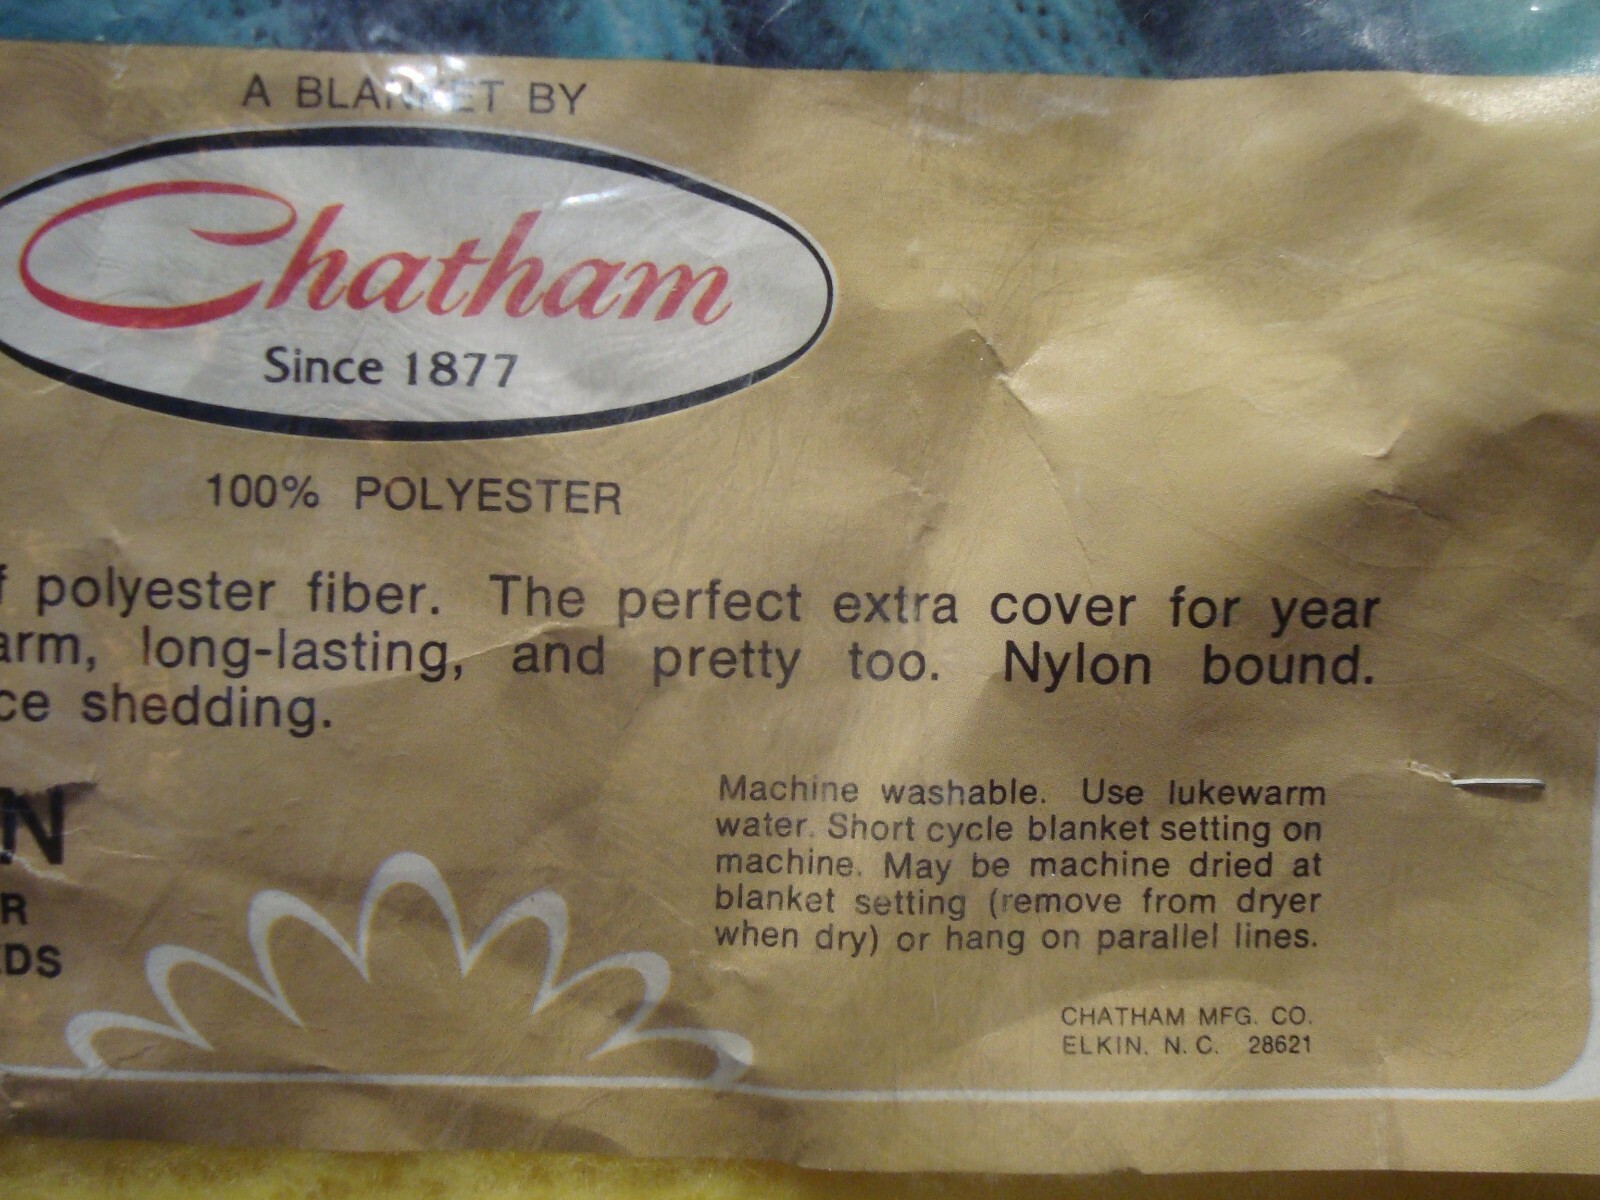 A BLANKET BY
Chatham
Since 1877
100% POLYESTER
polyester fiber. The perfect extra cover for year
arm, long-lasting, and pretty too. Nylon bound.
ce shedding.
N
R
EDS
Machine washable. Use lukewarm
water. Short cycle blanket setting on
machine. May be machine dried at
blanket setting (remove from dryer
when dry) or hang on parallel lines.
CHATHAM MFG. CO.
ELKIN, N. C. 28621